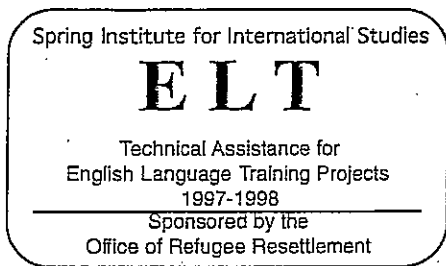 Spring Institute for International Studies
ELT
Technical Assistance for
English Language Training Projects
1997-1998
Sponsored by the
Office of Refugee Resettlement